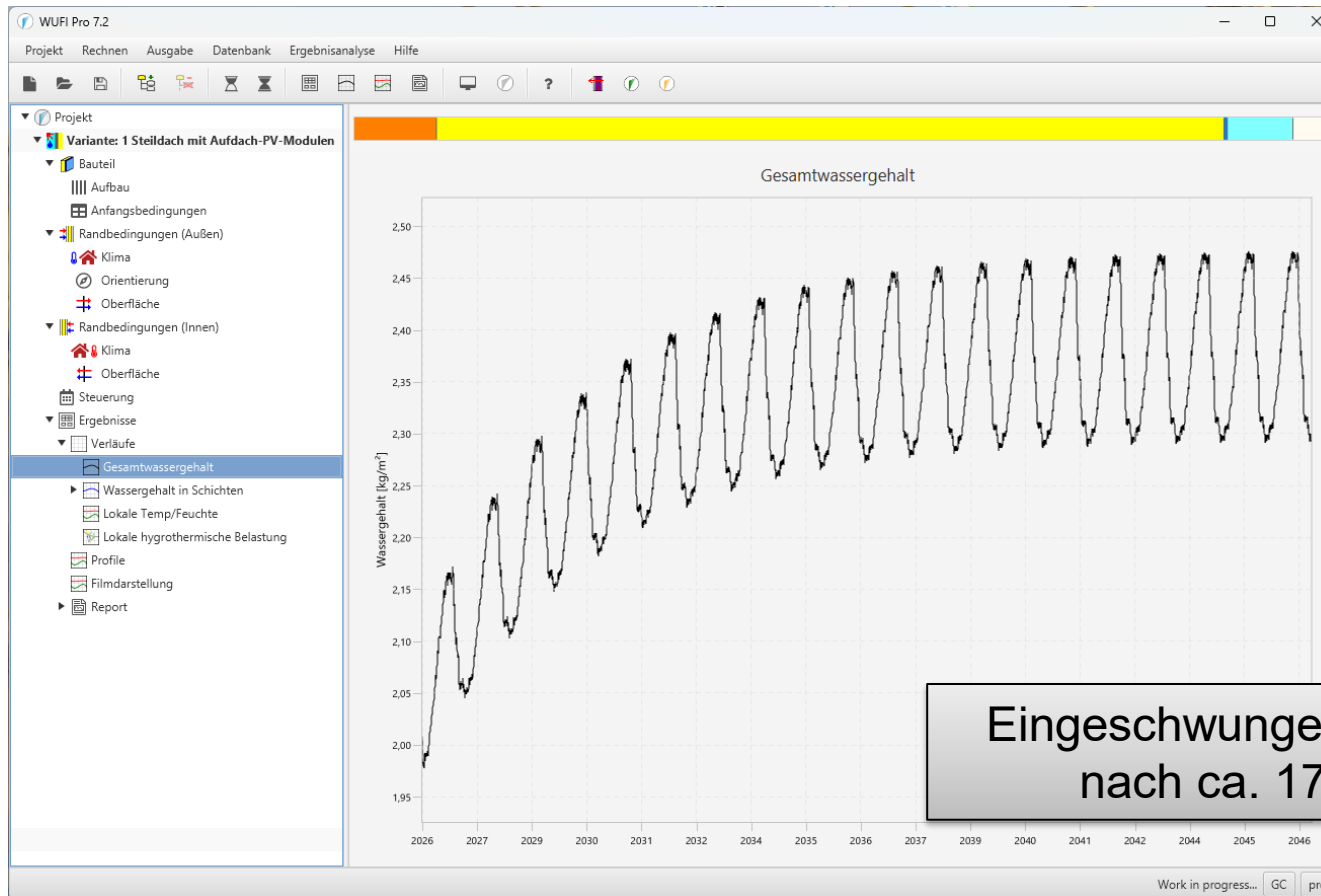 WUFI Pro 7.2
Projekt Rechnen Ausgabe Datenbank Ergebnisanalyse Hilfe
?
Projekt
Variante: 1 Steildach mit Aufdach-PV-Modulen
Bauteil
Aufbau
Anfangsbedingungen
Randbedingungen (Außen)
Klima
Orientierung
Oberfläche
Randbedingungen (Innen)
Klima
Oberfläche
Steuerung
Ergebnisse
Verläufe
Gesamtwassergehalt
Wassergehalt in Schichten
Lokale Temp/Feuchte
Lokale hygrothermische Belastung
Profile
Filmdarstellung
Report
Gesamtwassergehalt
Wassergehalt [kg/m²]
2,50
2,45
2,40
2,35
2,30
2,25
2,20
2,15
2,10
2,05
2,00
1,95
2026 2027 2029 2030 2031 2032 2034 2035 2036 2037 2039 2040 2041 2042 2044 2045 2046
Eingeschwunge
nach ca. 17
Work in progress... GC pr